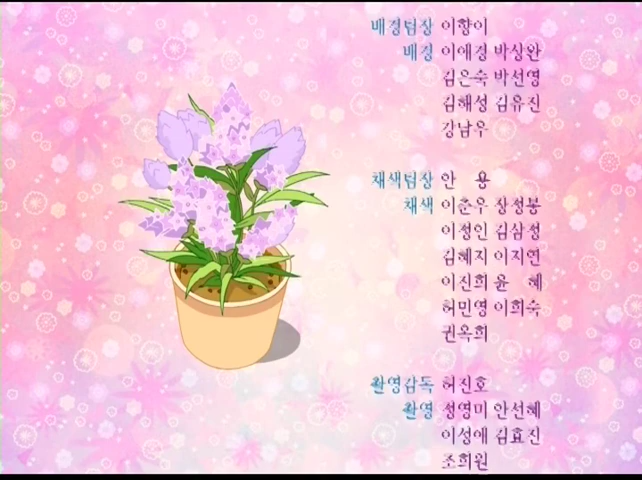 배경팀장 이향이
배경 이애경 박상완
김은숙 박선영
김해성 김유진
강남우
채색팀장 안 용
채색 이춘우 장정봉
이정인 김삼성
김혜지 이지연
이진희 윤 혜
허민영 이희숙
권옥희
촬영감독 허진호
촬영 정영미 안선혜
이성애 김효진
조희원